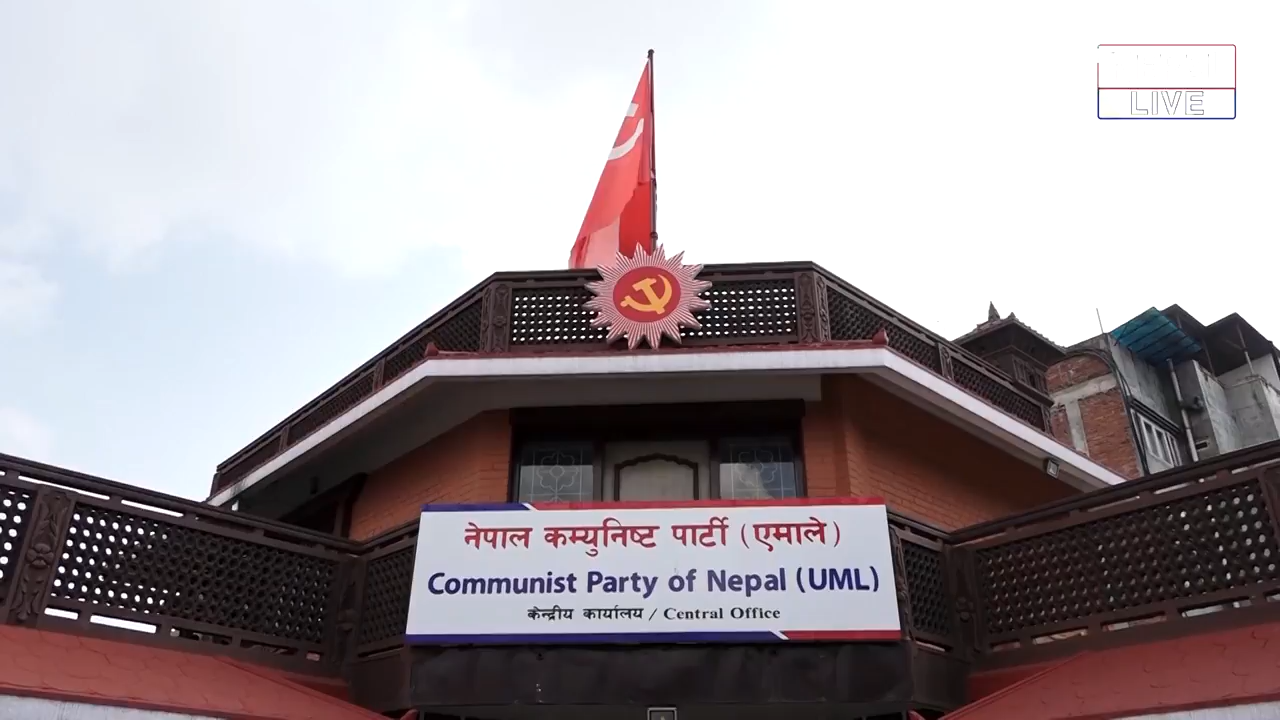 LIVE
नेपाल कम्युनिष्ट पार्टी (एमाले)
Communist Party of Nepal (UML)
केन्द्रीय कार्यालय / Central Office